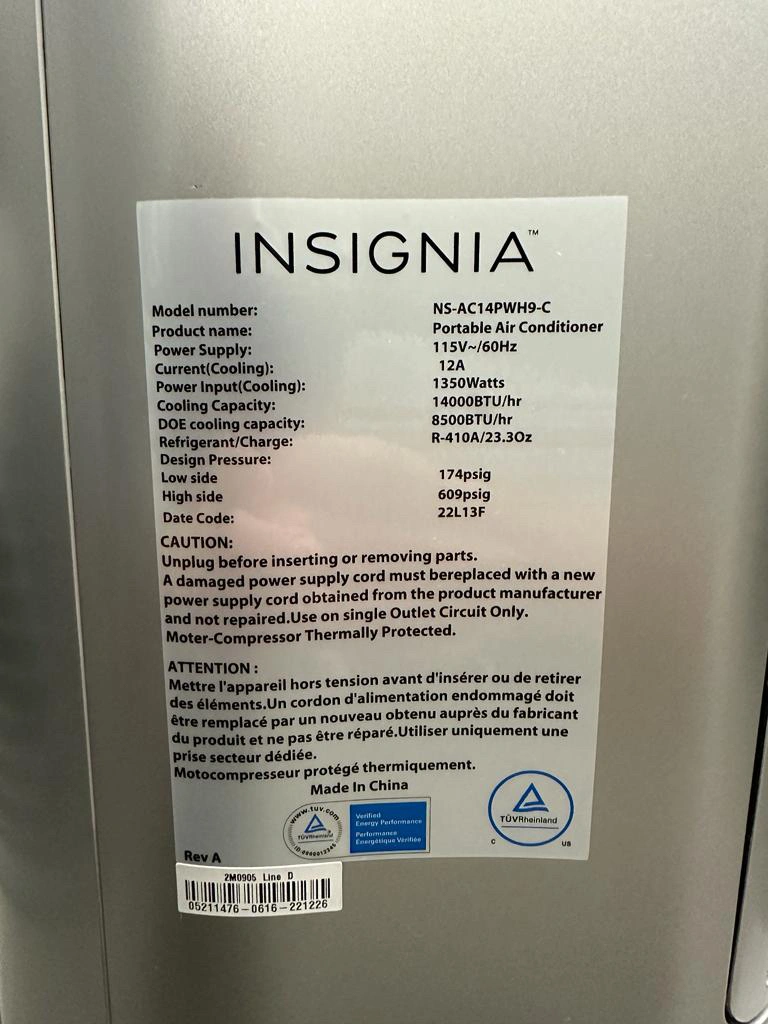 INSIGNIA™
Model number: NS-AC14PWH9-C
Product name: Portable Air Conditioner
Power Supply: 115V~/60Hz
Current(Cooling): 12A
Power Input(Cooling): 1350Watts
Cooling Capacity: 14000BTU/hr
DOE cooling capacity: 8500BTU/hr
Refrigerant/Charge: R-410A/23.3Oz
Design Pressure:
Low side 174psig
High side 609psig
Date Code: 22L13F
CAUTION:
Unplug before inserting or removing parts.
A damaged power supply cord must bereplaced with a new
power supply cord obtained from the product manufacturer
and not repaired.Use on single Outlet Circuit Only.
Moter-Compressor Thermally Protected.
ATTENTION :
Mettre l'appareil hors tension avant d'insérer ou de retirer
des éléments.Un cordon d'alimentation endommagé doit
être remplacé par un nouveau obtenu auprès du fabricant
du produit et ne pas être réparé.Utiliser uniquement une
prise secteur dédiée.
Motocompresseur protégé thermiquement.
Made In China
www.tuv.com
TÜVRheinland
Verified
Energy Performance
Performance
Énergétique Vérifiée
TÜVRheinland
C US
Rev A
2M0905 Line D
05211476-0616-221226